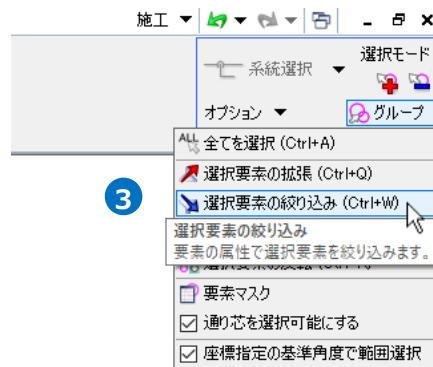 施工
系統選択
選択モード
オプション
グループ
ALL 全てを選択 (Ctrl+A)
選択要素の拡張 (Ctrl+Q)
3
選択要素の絞り込み (Ctrl+W)
選択要素の絞り込み
要素の属性で選択要素を絞り込みます。
要素マスク
通り芯を選択可能にする
座標指定の基準角度で範囲選択